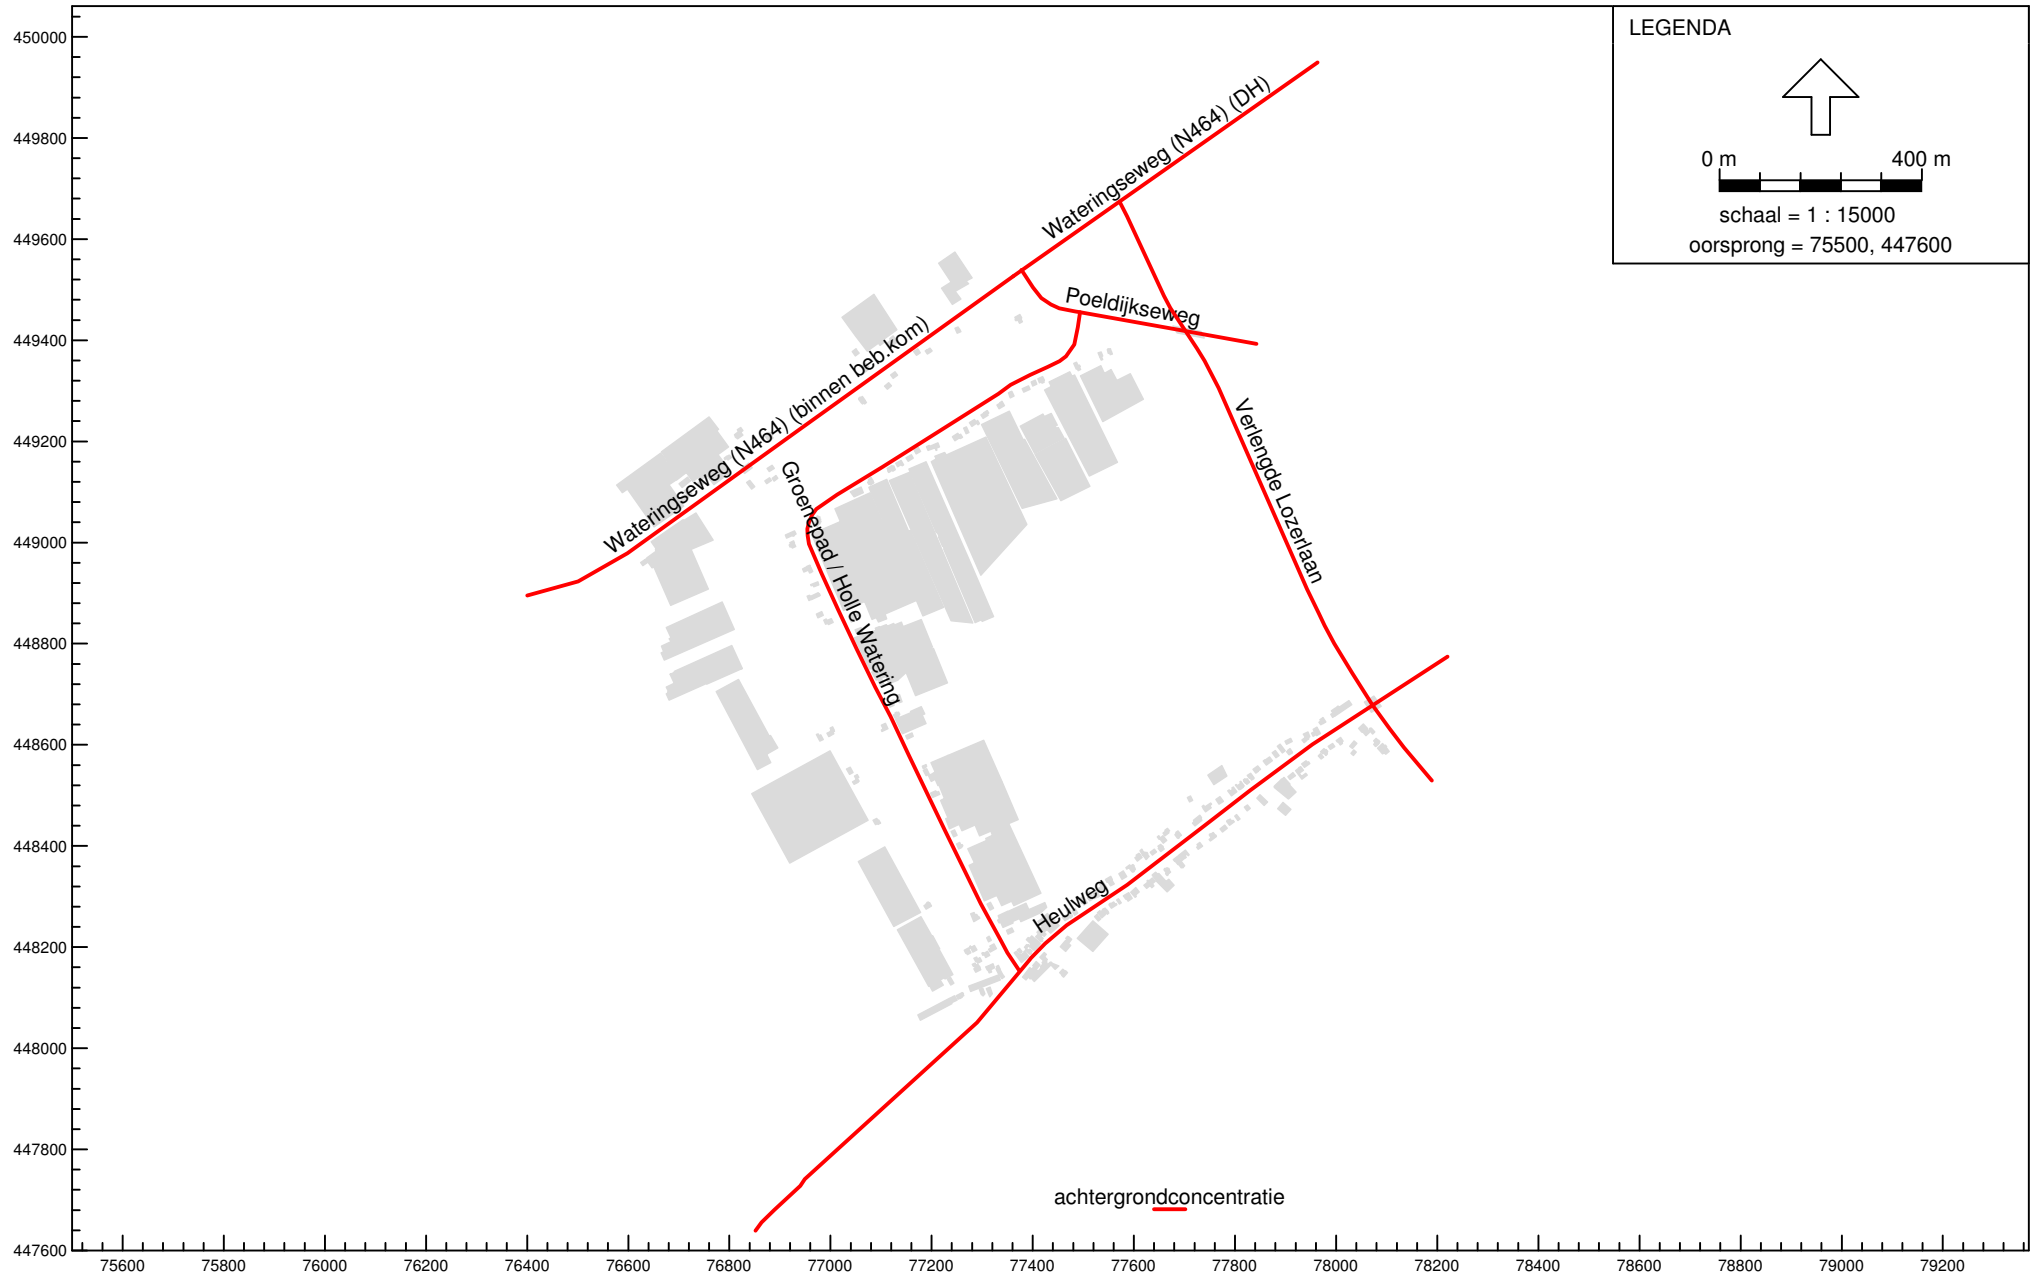 LEGENDA
0 m 400 m
schaal = 1 : 15000
oorsprong = 75500, 447600
450000
449800
449600
449400
449200
449000
448800
448600
448400
448200
448000
447800
447600
Wateringseweg (N464) (DH)
Poeldijkseweg
Wateringseweg (N464) (binnen beb.kom)
Verlengde Lozerlaan
Groenepad / Holle Watering
Heulweg
achtergrondconcentratie
75600 75800 76000 76200 76400 76600 76800 77000 77200 77400 77600 77800 78000 78200 78400 78600 78800 79000 79200